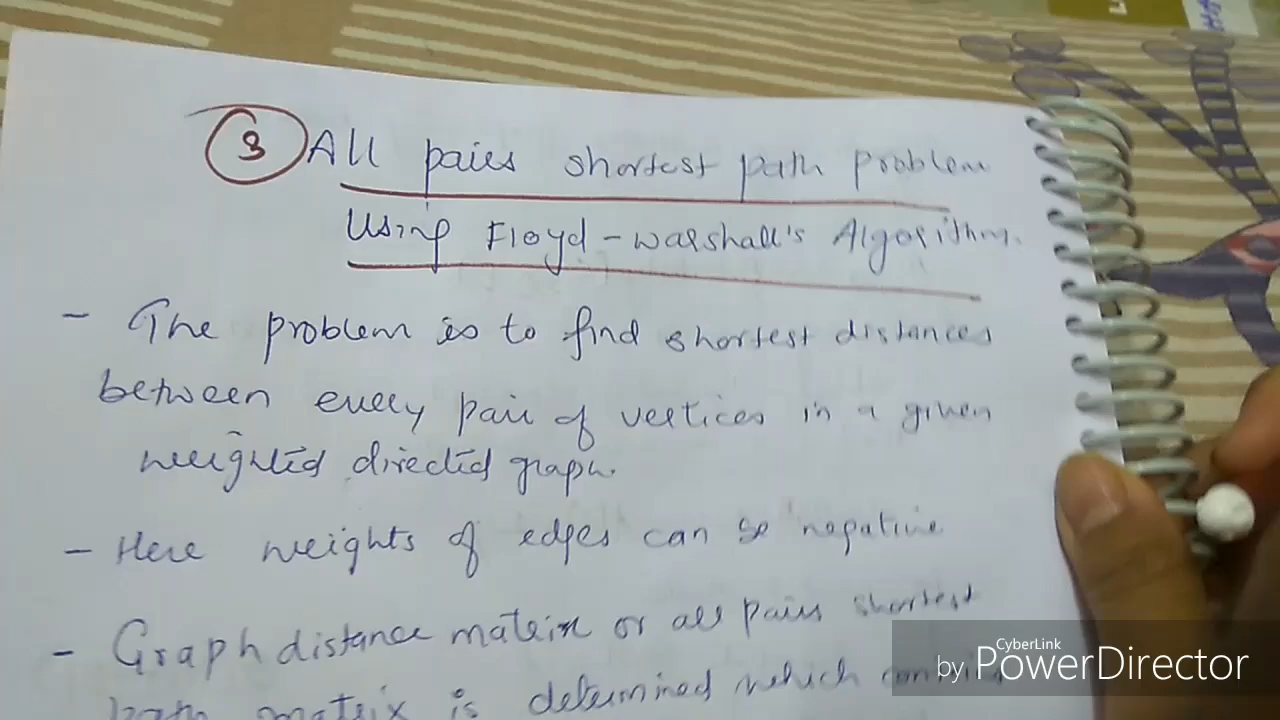 3 All pairs shortest path problem
Using Floyd-Warshall's Algorithm.
- The problem is to find shortest distances
between every pair of vertices in a given
weighted directed graph.
- Here weights of edges can be negative
- Graph distance matrix or all pairs shortest
path matrix is determined which
CyberLink
by PowerDirector